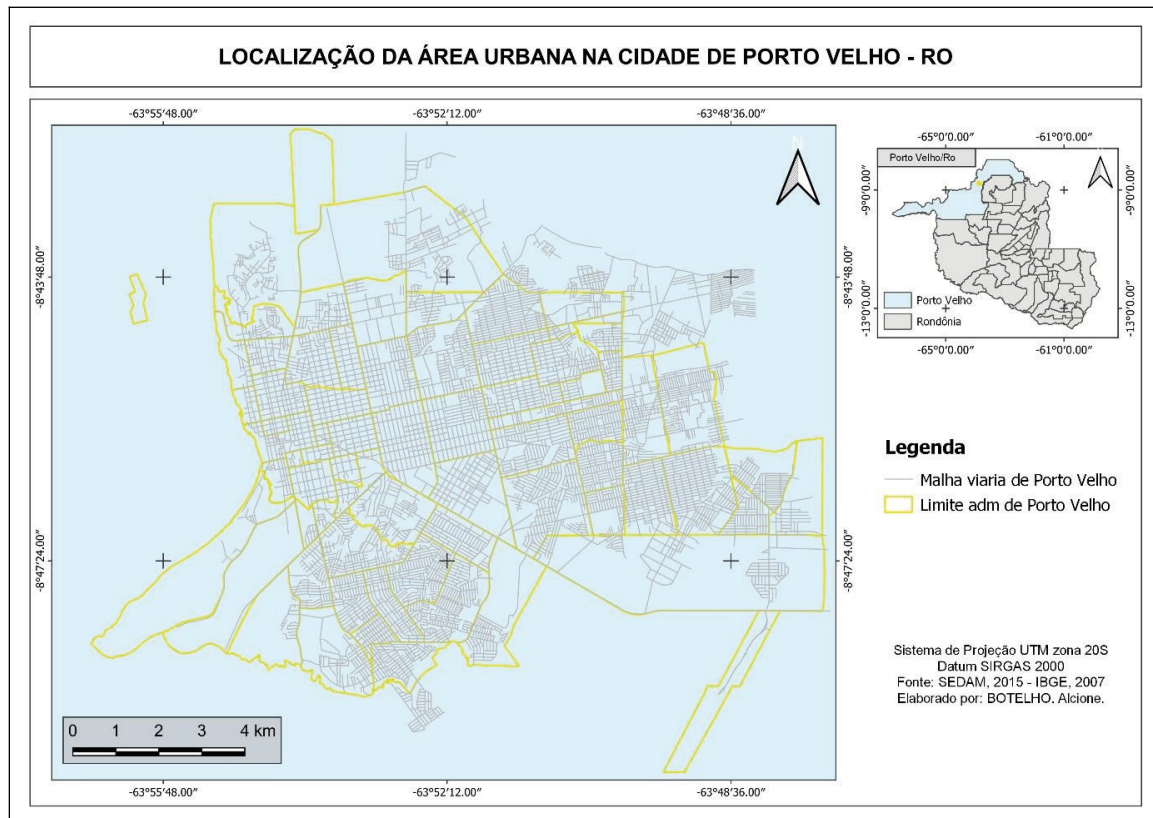 LOCALIZAÇÃO DA ÁREA URBANA NA CIDADE DE PORTO VELHO - RO
-63°55'48.00" -63°52'12.00" -63°48'36.00"
-8°43'48.00" -8°43'48.00"
-8°47'24.00" -8°47'24.00"
N
0 1 2 3 4 km
-63°55'48.00" -63°52'12.00" -63°48'36.00"
-65°0'0.00" -61°0'0.00"
Porto Velho/Ro
-9°0'0.00" -9°0'0.00"
Porto Velho
Rondônia
-13°0'0.00" -13°0'0.00"
-65°0'0.00" -61°0'0.00"
Legenda
Malha viaria de Porto Velho
Limite adm de Porto Velho
Sistema de Projeção UTM zona 20S
Datum SIRGAS 2000
Fonte: SEDAM, 2015 - IBGE, 2007
Elaborado por: BOTELHO. Alcione.